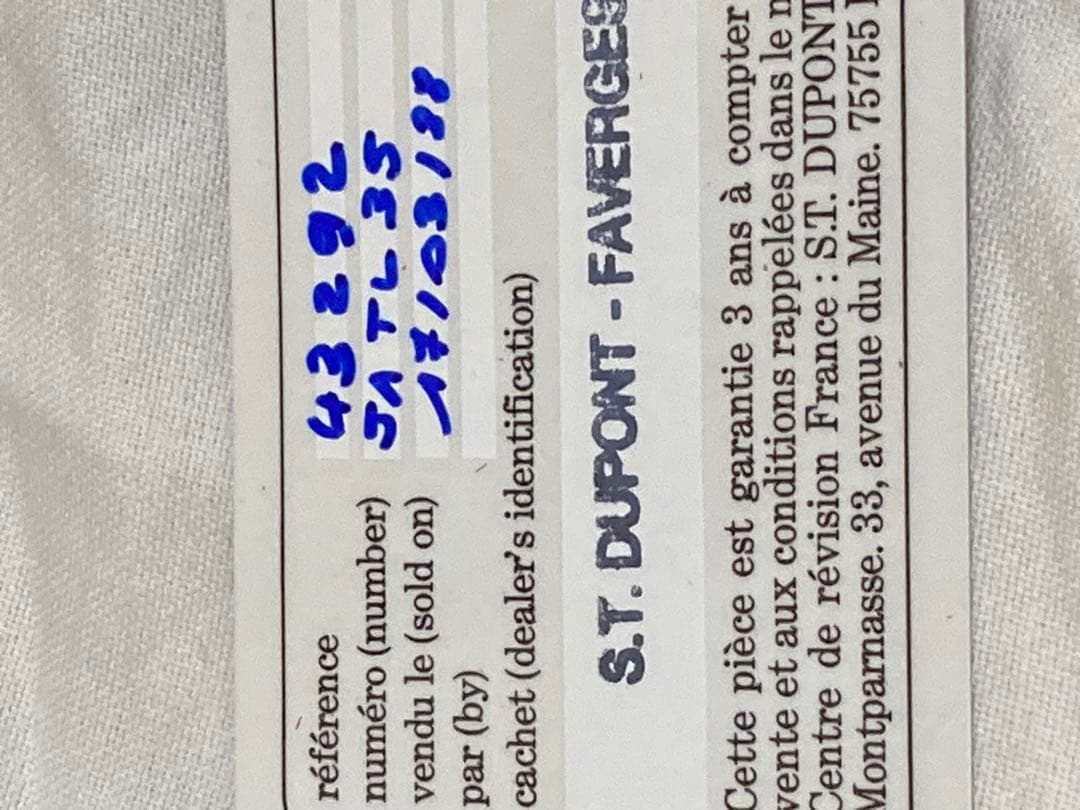 référence 43292
numéro (number) JATL35
vendu le (sold on) 17/03/88
par (by)
cachet (dealer's identification)
S.T. DUPONT - FAVERGES
Cette pièce est garantie 3 ans à compter
vente et aux conditions rappelées dans le
Centre de révision France : S.T. DUPONT
Montparnasse. 33, avenue du Maine. 75755